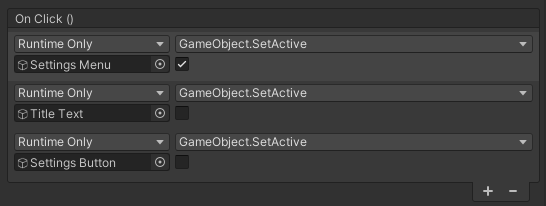 On Click ()
Runtime Only GameObject.SetActive
Settings Menu
Runtime Only GameObject.SetActive
Title Text
Runtime Only GameObject.SetActive
Settings Button
+ -